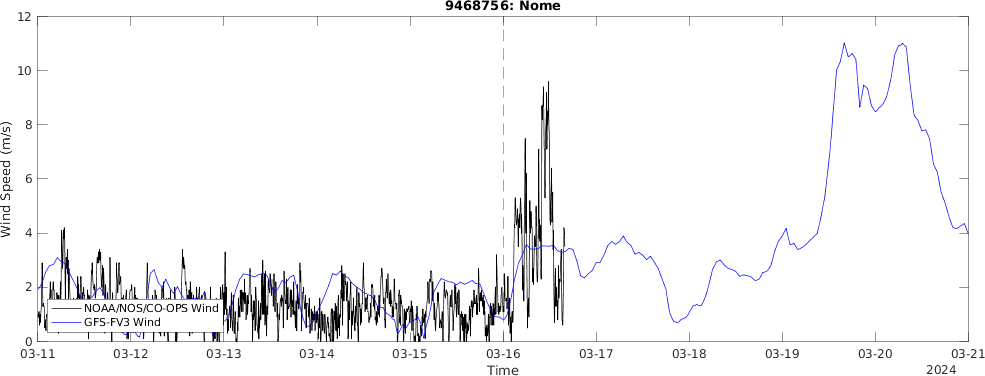 9468756: Nome
12
10
8
6
4
2
0
Wind Speed (m/s)
NOAA/NOS/CO-OPS Wind
GFS-FV3 Wind
03-11 03-12 03-13 03-14 03-15 03-16 03-17 03-18 03-19 03-20 03-21
Time
2024